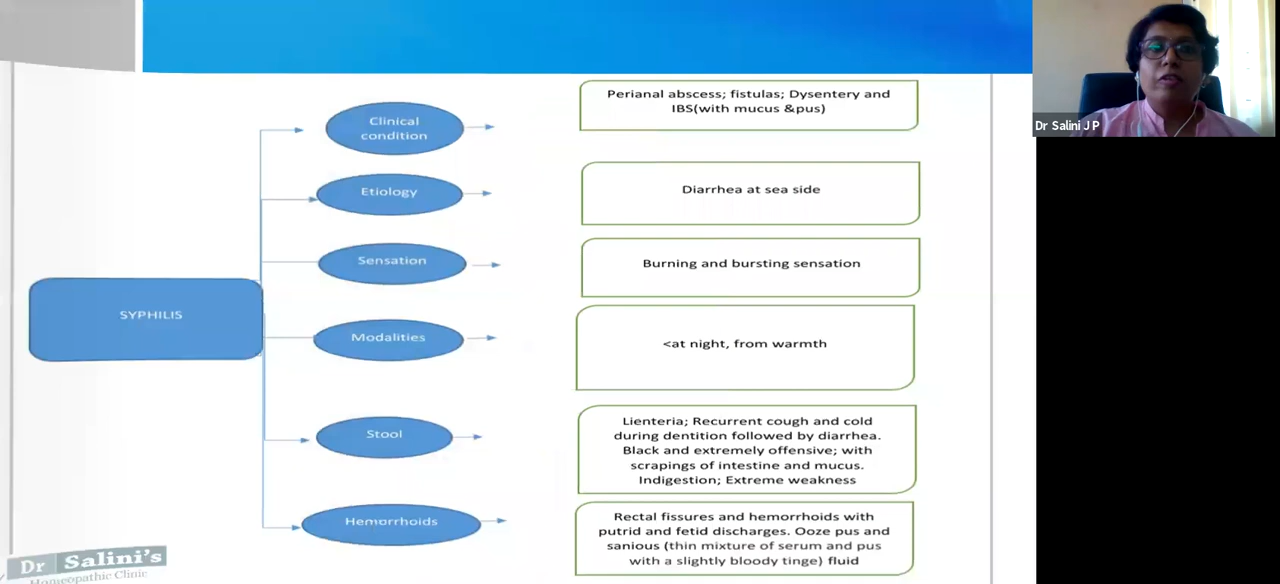 Clinical
condition
Perianal abscess; fistulas; Dysentery and
IBS(with mucus &pus)
Dr Salini J P
Etiology
Diarrhea at sea side
Sensation
Burning and bursting sensation
SYPHILIS
Modalities
<at night, from warmth
Stool
Lienteria; Recurrent cough and cold
during dentition followed by diarrhea.
Black and extremely offensive; with
scrapings of intestine and mucus.
Indigestion; Extreme weakness
Hemorrhoids
Rectal fissures and hemorrhoids with
putrid and fetid discharges. Ooze pus and
sanious (thin mixture of serum and pus
with a slightly bloody tinge) fluid
Dr Salini's
Homeopathic Clinic